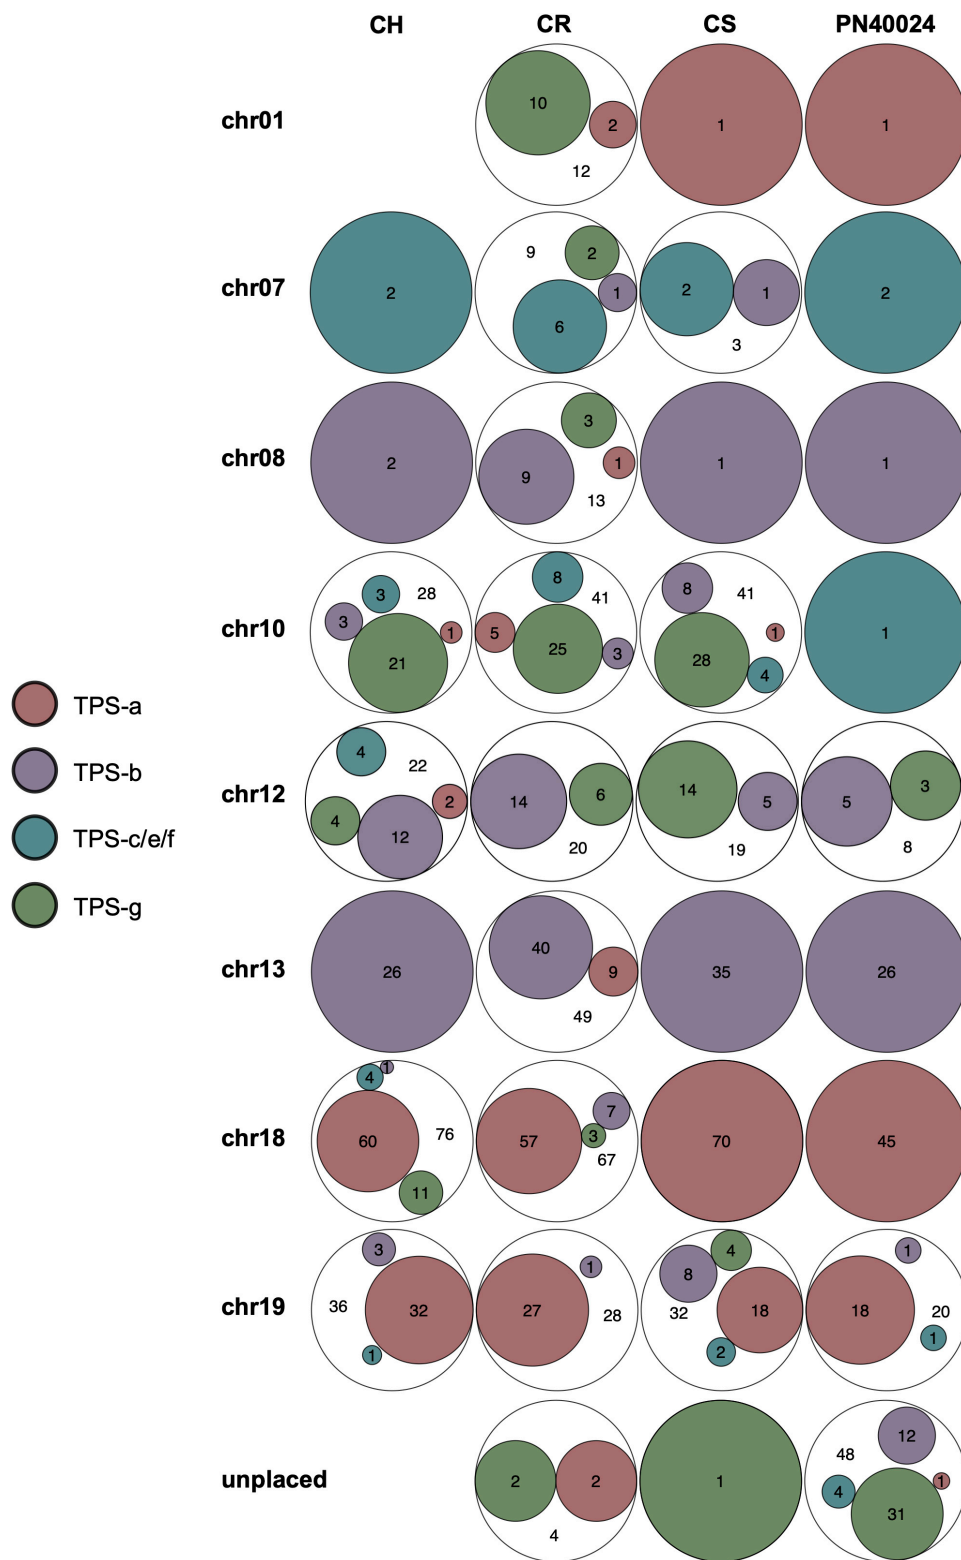 CH CR CS PN40024
chr01 10 2 12 1 1
chr07 2 9 2 1 6 2 1 3 2
chr08 2 3 9 1 13 1 1
chr10 3 28 3 1 21 8 41 5 25 3 8 41 1 28 4 1
chr12 4 22 2 4 12 14 6 20 14 5 19 5 3 8
chr13 26 40 9 49 35 26
chr18 1 4 60 76 11 57 7 3 67 70 45
chr19 3 36 32 1 1 27 28 4 8 32 18 2 1 18 20 1
unplaced 2 2 4 1 12 48 1 4 31
TPS-a
TPS-b
TPS-c/e/f
TPS-g